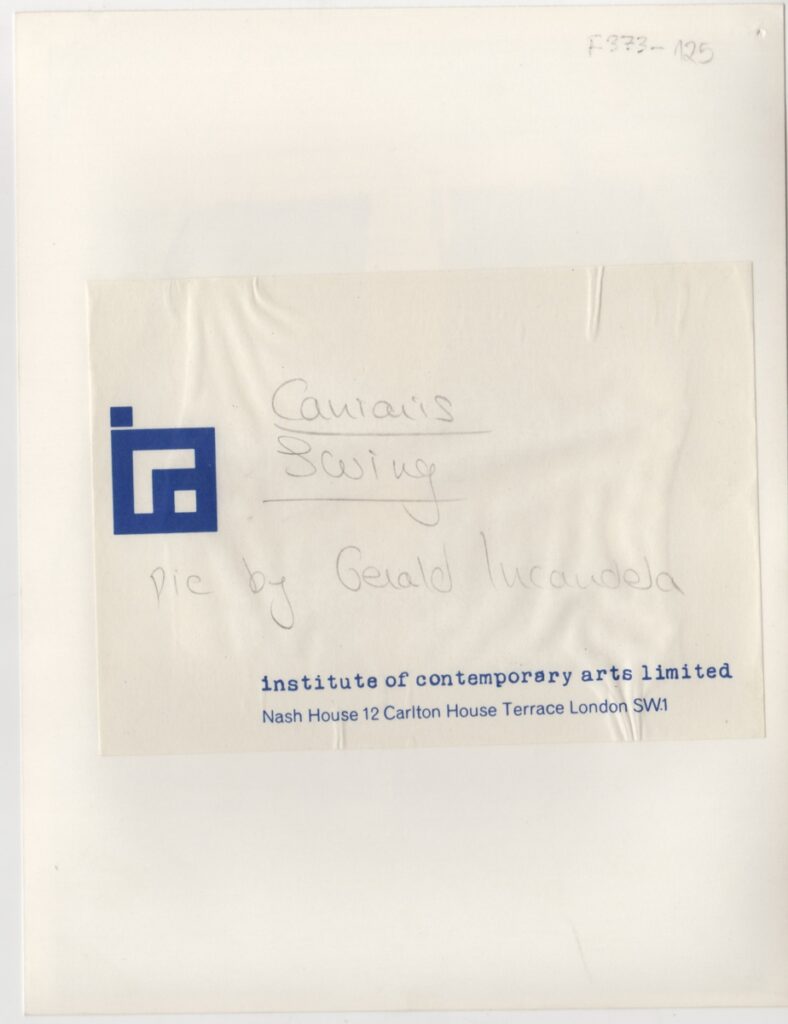 F373-125
Swing
pic by Gerald Incandela
institute of contemporary arts limited
Nash House 12 Carlton House Terrace London SW.1